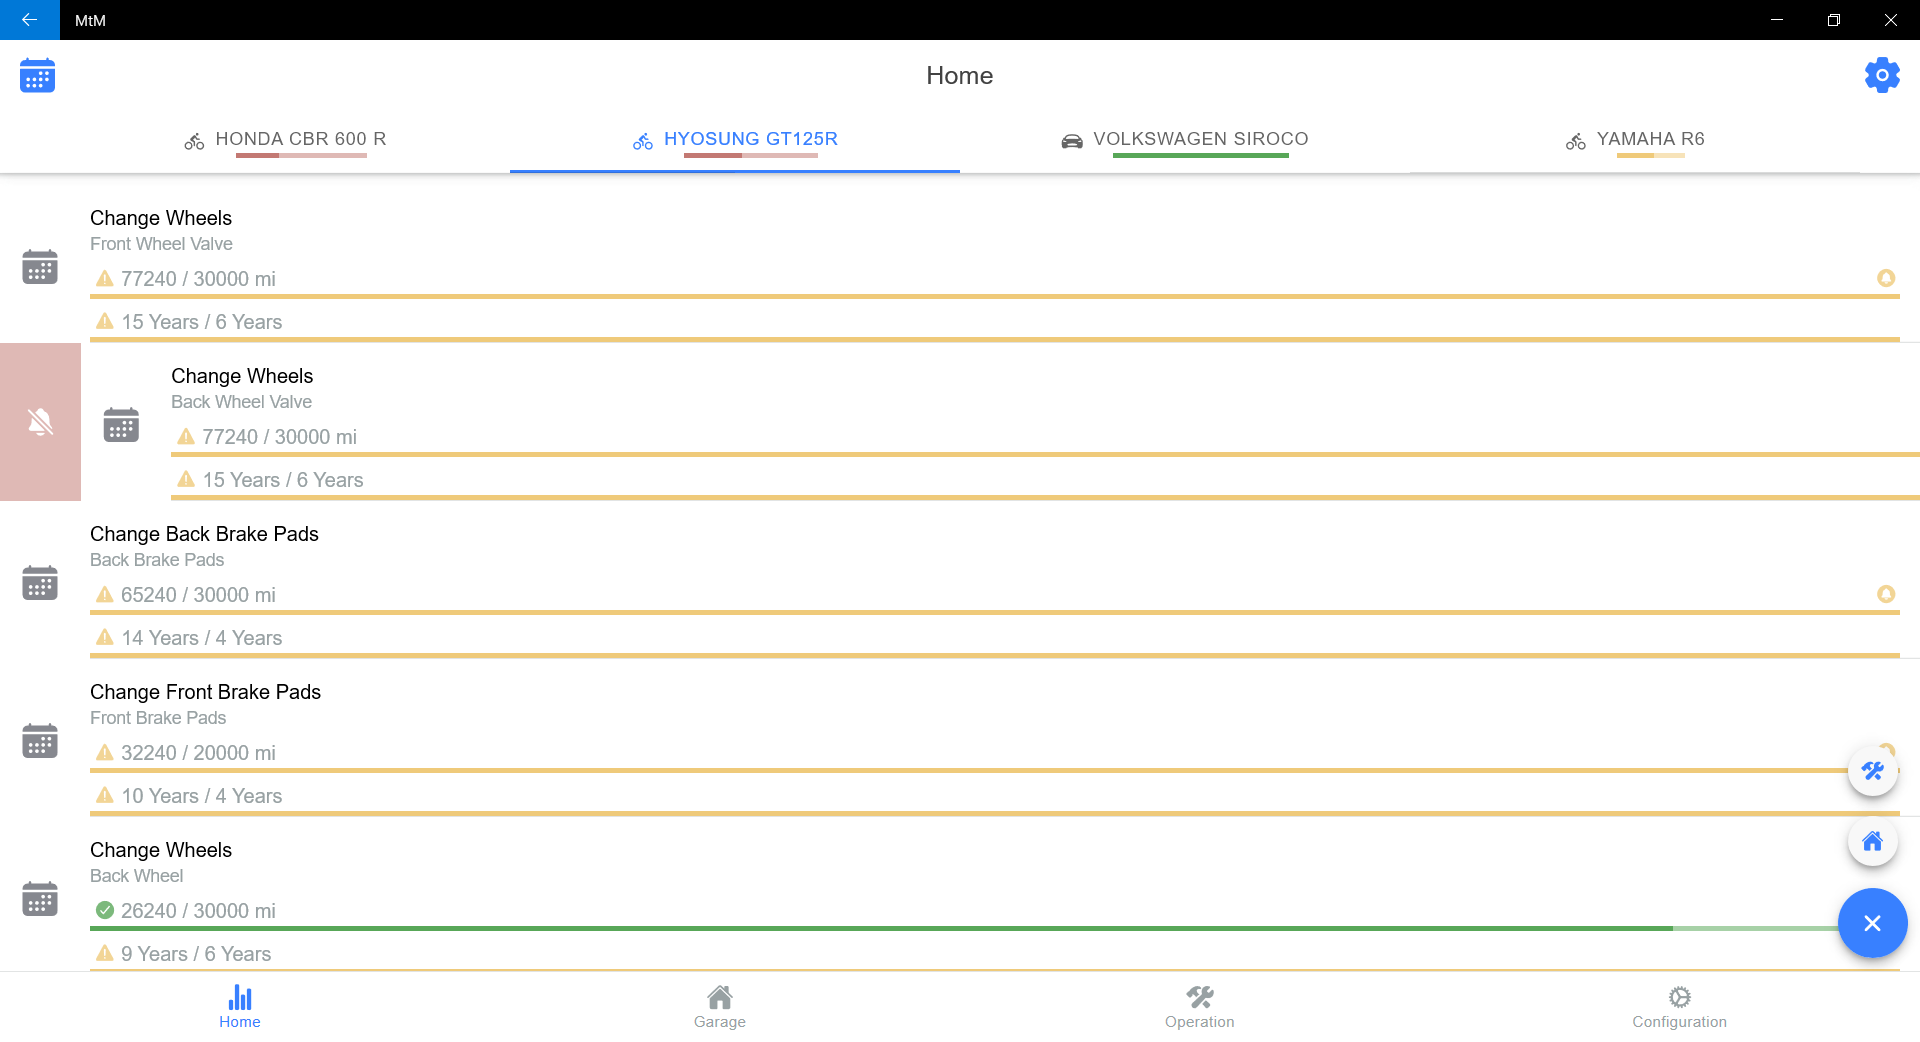 MtM
Home
HONDA CBR 600 R
HYOSUNG GT125R
VOLKSWAGEN SIROCO
YAMAHA R6
Change Wheels
Front Wheel Valve
77240 / 30000 mi
15 Years / 6 Years
Change Wheels
Back Wheel Valve
77240 / 30000 mi
15 Years / 6 Years
Change Back Brake Pads
Back Brake Pads
65240 / 30000 mi
14 Years / 4 Years
Change Front Brake Pads
Front Brake Pads
32240 / 20000 mi
10 Years / 4 Years
Change Wheels
Back Wheel
26240 / 30000 mi
9 Years / 6 Years
Home
Garage
Operation
Configuration